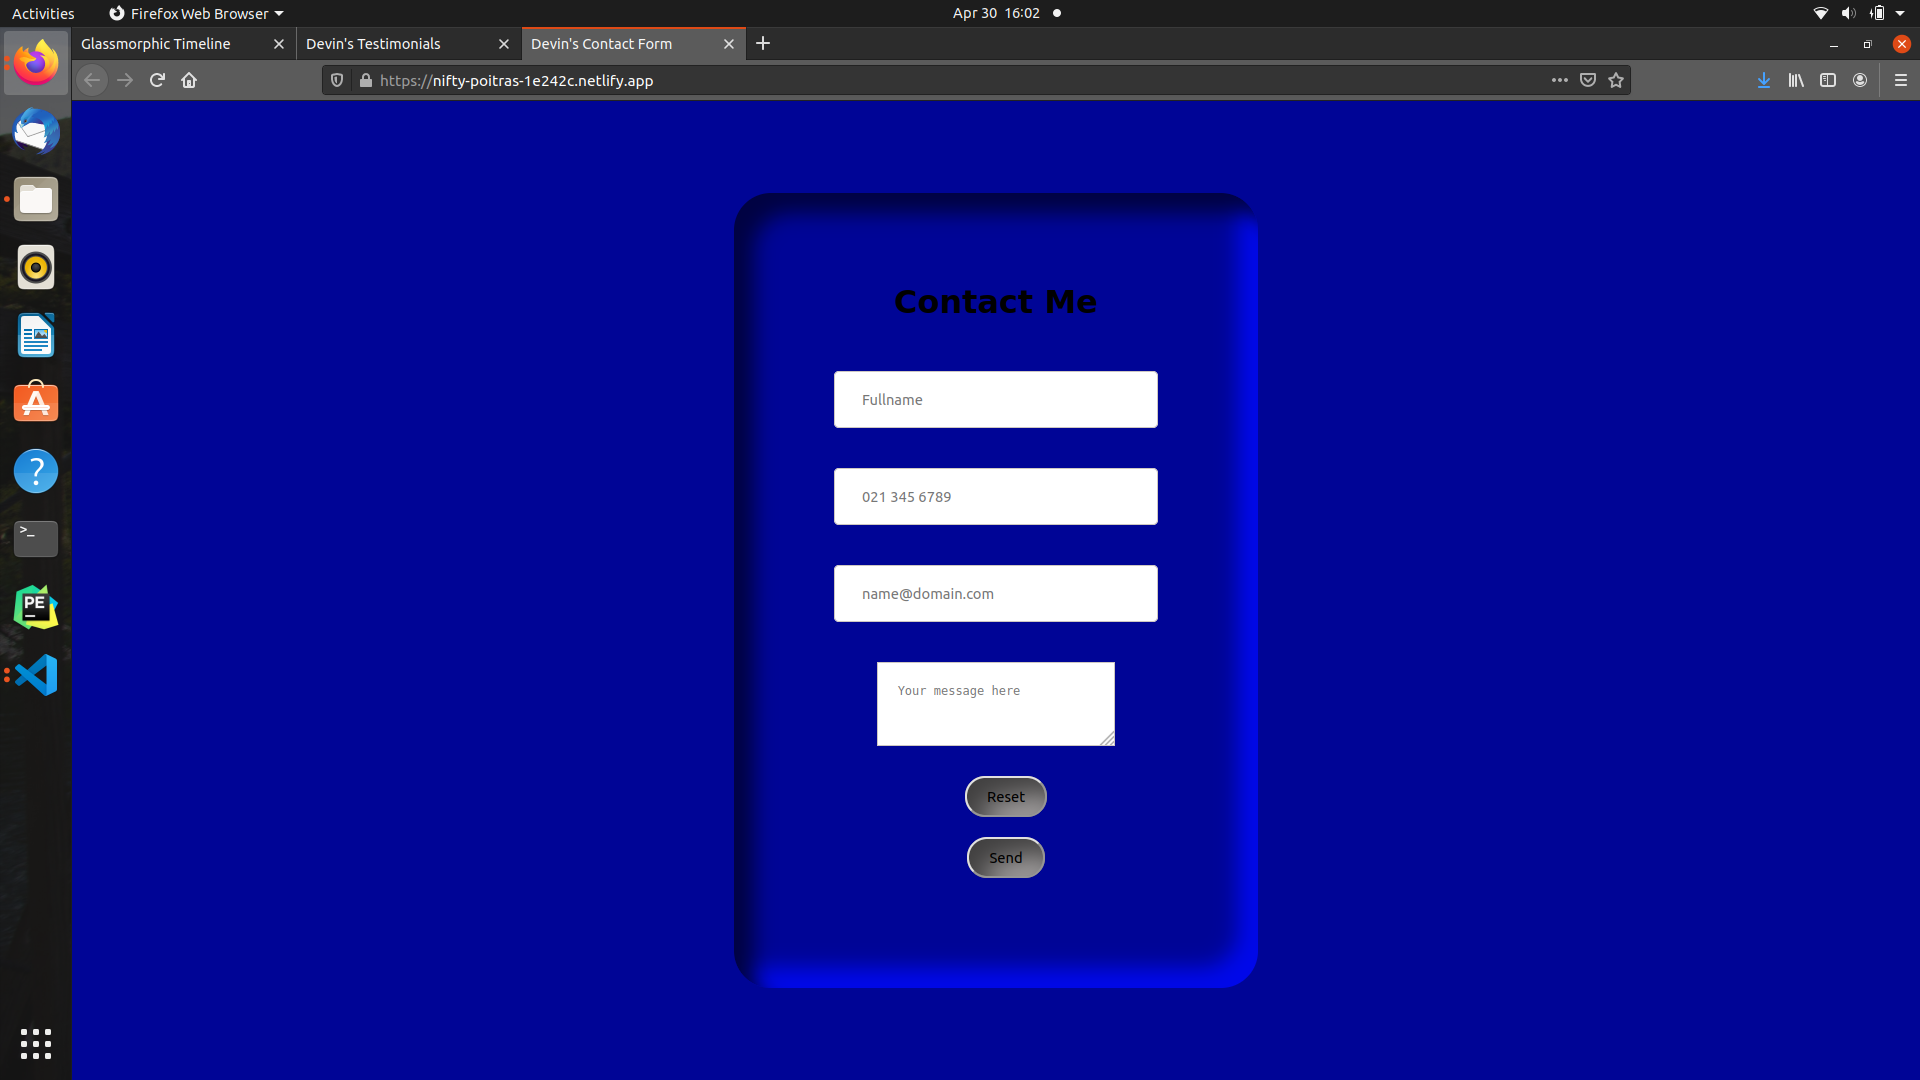 Activities
Firefox Web Browser
Apr 30 16:02
Glassmorphic Timeline
Devin's Testimonials
Devin's Contact Form
https://nifty-poitras-1e242c.netlify.app
Contact Me
Fullname
021 345 6789
name@domain.com
Your message here
Reset
Send
?
>_
PE